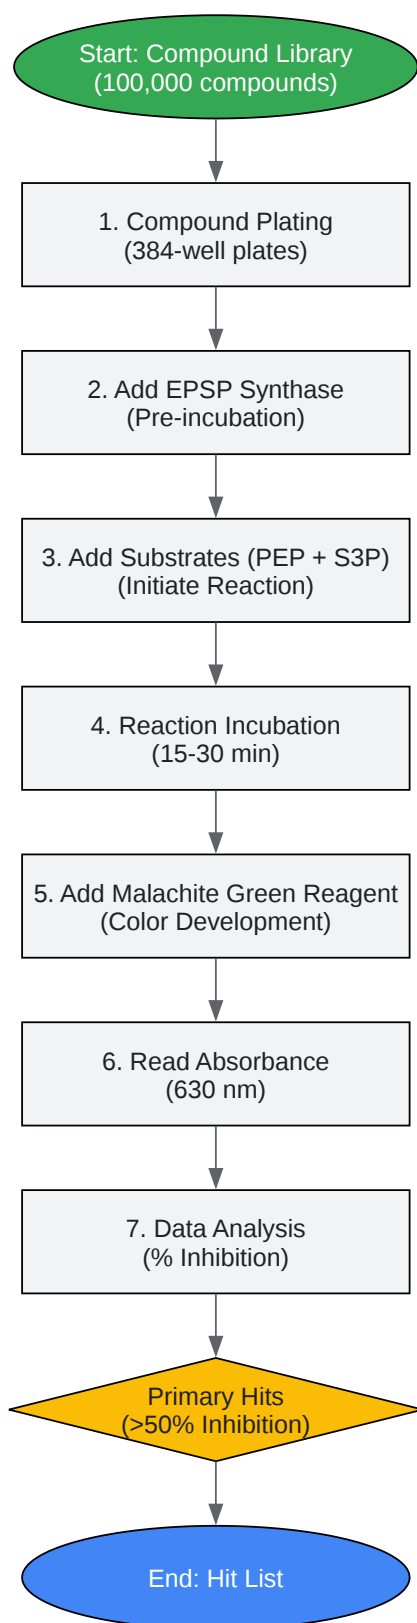 Start: Compound Library
(100,000 compounds)
1. Compound Plating
(384-well plates)
2. Add EPSP Synthase
(Pre-incubation)
3. Add Substrates (PEP + S3P)
(Initiate Reaction)
4. Reaction Incubation
(15-30 min)
5. Add Malachite Green Reagent
(Color Development)
6. Read Absorbance
(630 nm)
7. Data Analysis
(% Inhibition)
Primary Hits
(>50% Inhibition)
End: Hit List